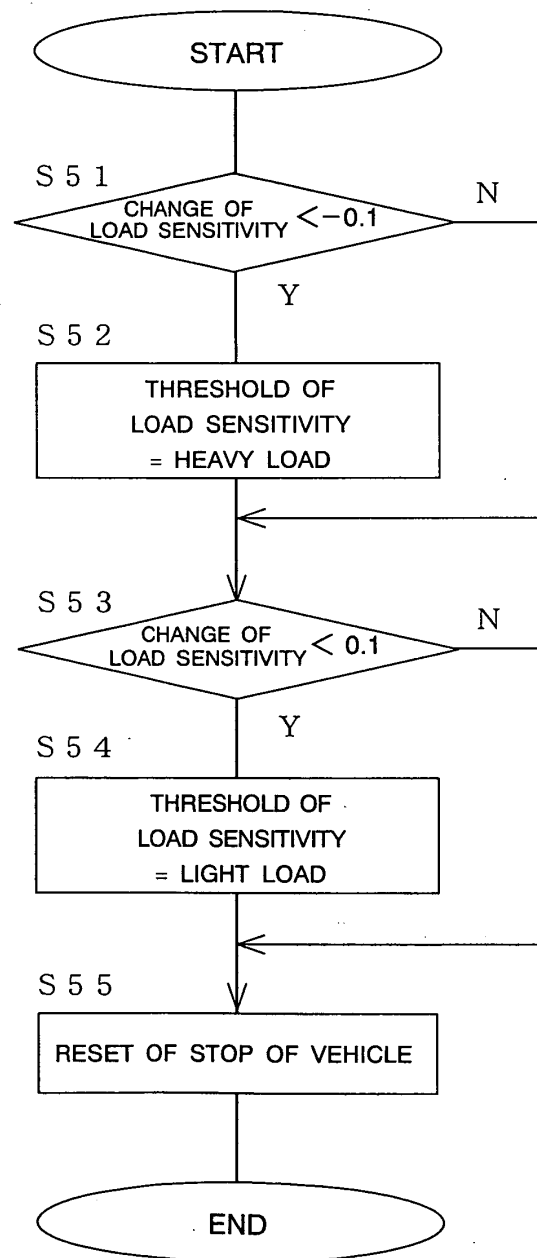 START
S 5 1
CHANGE OF
LOAD SENSITIVITY < -0.1
N
Y
S 5 2
THRESHOLD OF
LOAD SENSITIVITY
= HEAVY LOAD
S 5 3
CHANGE OF
LOAD SENSITIVITY < 0.1
N
Y
S 5 4
THRESHOLD OF
LOAD SENSITIVITY
= LIGHT LOAD
S 5 5
RESET OF STOP OF VEHICLE
END